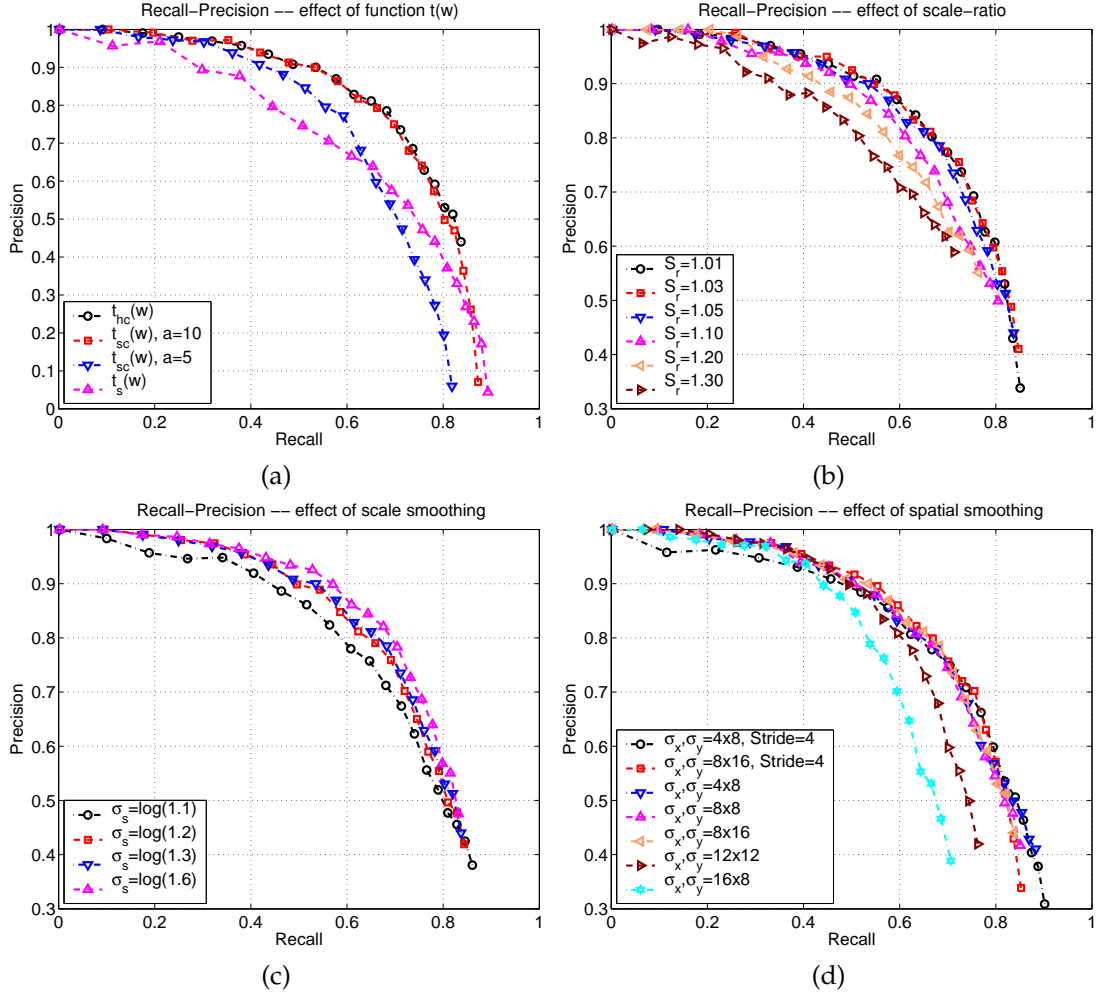 Recall−Precision −− effect of function t(w)
1
0.9
0.8
0.7
0.6
0.5
0.4
0.3
0.2
0.1
0
Precision
t_hc(w)
t_sc(w), a=10
t_sc(w), a=5
t_s(w)
0 0.2 0.4 0.6 0.8 1
Recall
(a)
Recall−Precision −− effect of scale−ratio
1
0.9
0.8
0.7
0.6
0.5
0.4
0.3
Precision
S_r=1.01
S_r=1.03
S_r=1.05
S_r=1.10
S_r=1.20
S_r=1.30
0 0.2 0.4 0.6 0.8 1
Recall
(b)
Recall−Precision −− effect of scale smoothing
1
0.9
0.8
0.7
0.6
0.5
0.4
0.3
Precision
σ_s=log(1.1)
σ_s=log(1.2)
σ_s=log(1.3)
σ_s=log(1.6)
0 0.2 0.4 0.6 0.8 1
Recall
(c)
Recall−Precision −− effect of spatial smoothing
1
0.9
0.8
0.7
0.6
0.5
0.4
0.3
Precision
σ_x,σ_y=4x8, Stride=4
σ_x,σ_y=8x16, Stride=4
σ_x,σ_y=4x8
σ_x,σ_y=8x8
σ_x,σ_y=8x16
σ_x,σ_y=12x12
σ_x,σ_y=16x8
0 0.2 0.4 0.6 0.8 1
Recall
(d)